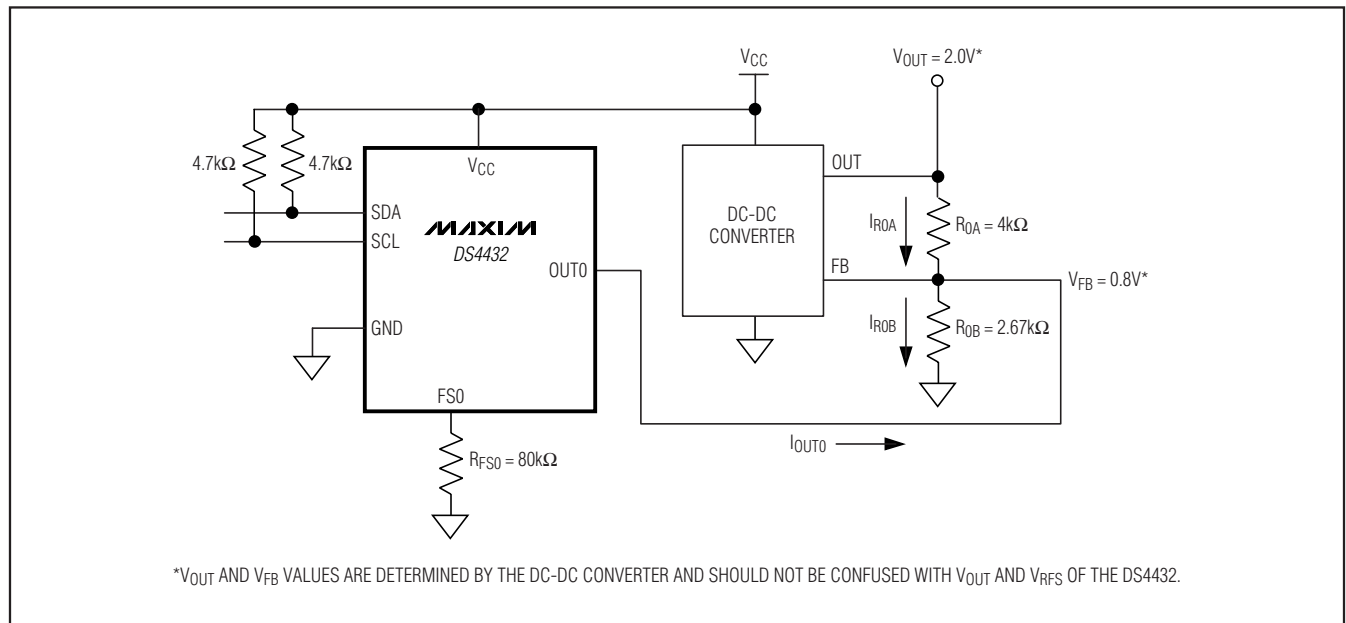 VCC
VOUT = 2.0V*
4.7kΩ
4.7kΩ
VCC
SDA
MAXIM
SCL
DS4432
OUT0
GND
FS0
RFS0 = 80kΩ
DC-DC
CONVERTER
OUT
FB
IR0A
R0A = 4kΩ
VFB = 0.8V*
IR0B
R0B = 2.67kΩ
IOUT0
*VOUT AND VFB VALUES ARE DETERMINED BY THE DC-DC CONVERTER AND SHOULD NOT BE CONFUSED WITH VOUT AND VRFS OF THE DS4432.